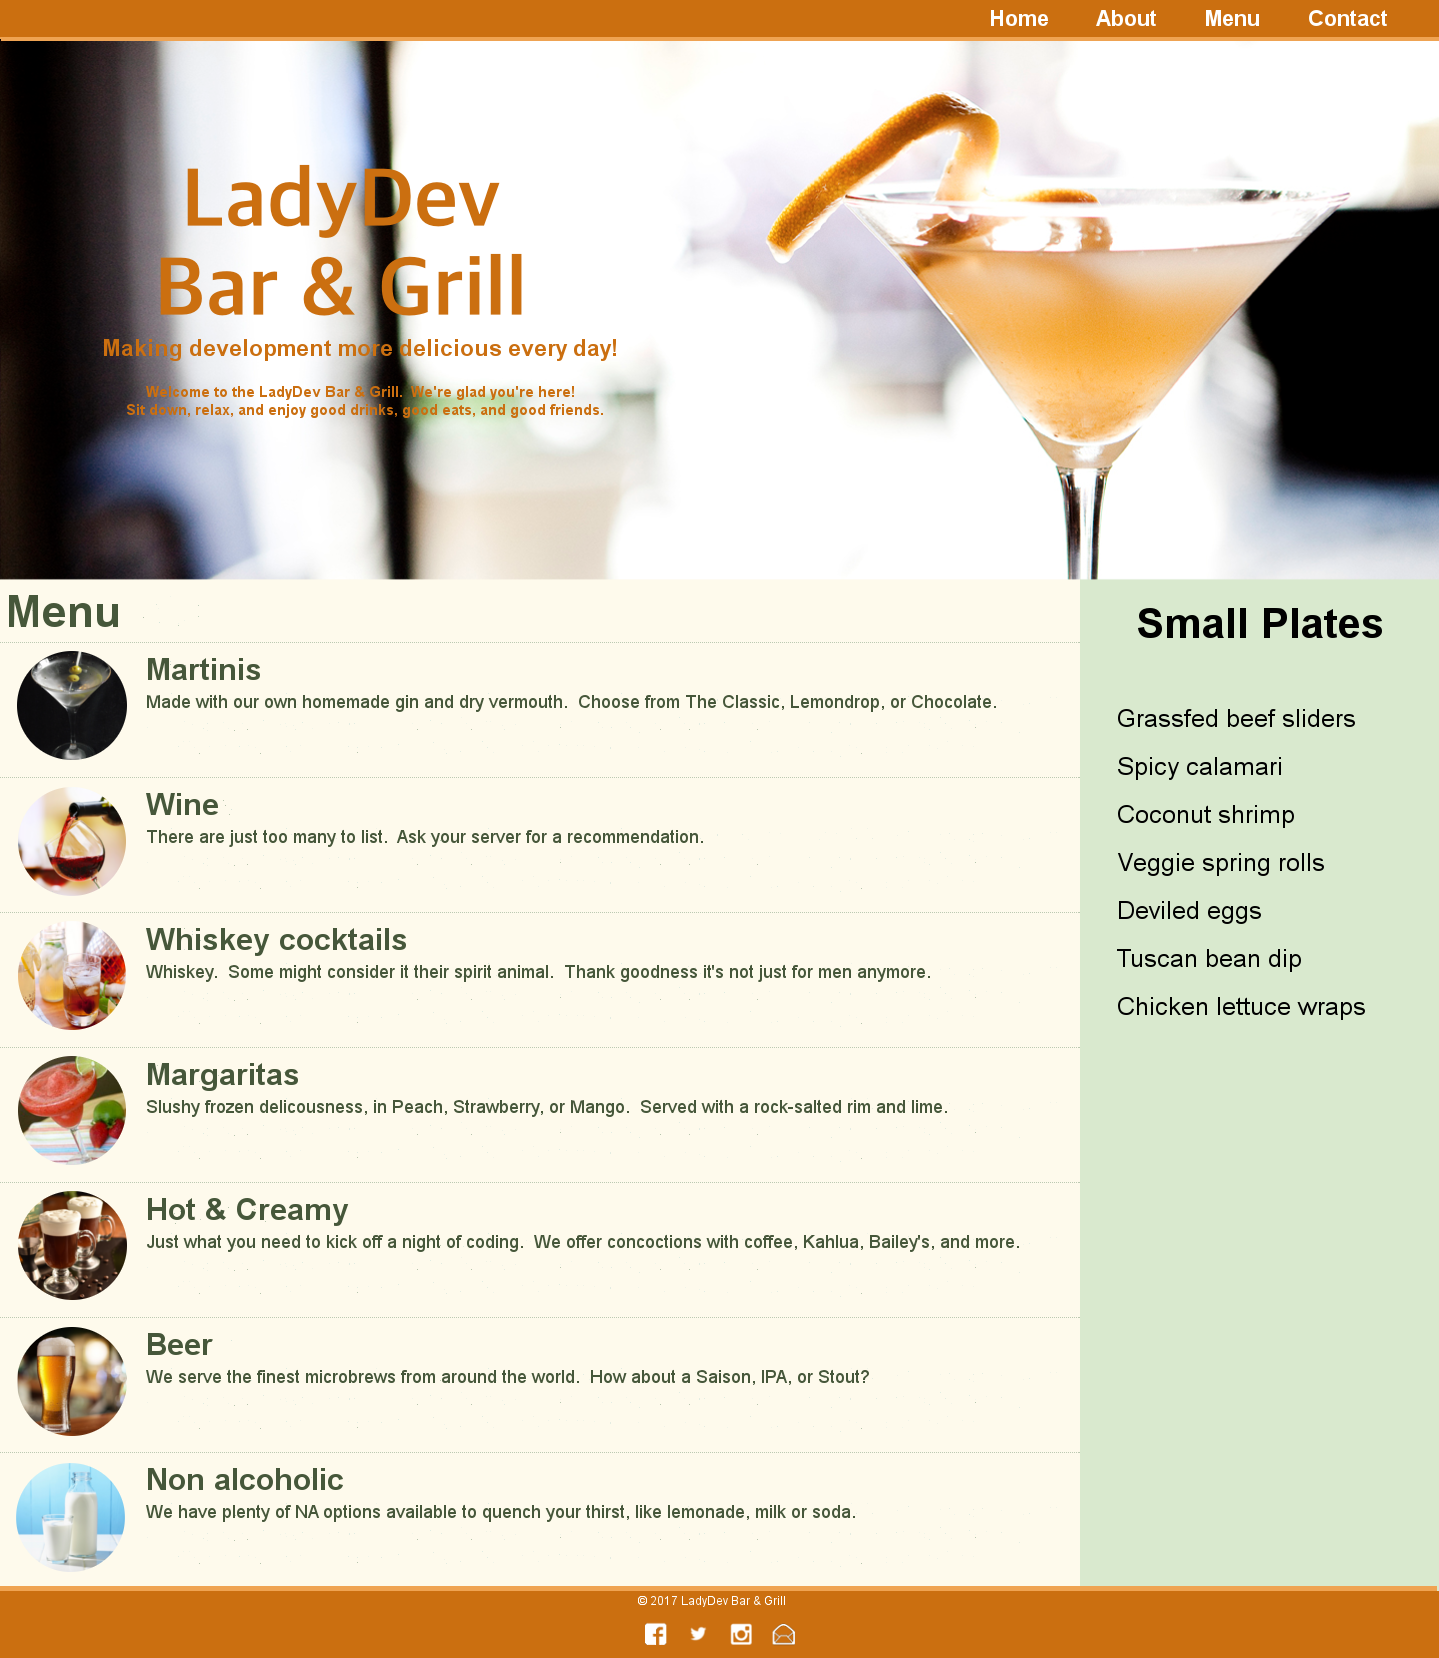 Home About Menu Contact
LadyDev
Bar & Grill
Making development more delicious every day!
Welcome to the LadyDev Bar & Grill.  We're glad you're here!
Sit down, relax, and enjoy good drinks, good eats, and good friends.
Menu
Martinis
Made with our own homemade gin and dry vermouth.  Choose from The Classic, Lemondrop, or Chocolate.
Wine
There are just too many to list.  Ask your server for a recommendation.
Whiskey cocktails
Whiskey.  Some might consider it their spirit animal.  Thank goodness it's not just for men anymore.
Margaritas
Slushy frozen delicousness, in Peach, Strawberry, or Mango.  Served with a rock-salted rim and lime.
Hot & Creamy
Just what you need to kick off a night of coding.  We offer concoctions with coffee, Kahlua, Bailey's, and more.
Beer
We serve the finest microbrews from around the world.  How about a Saison, IPA, or Stout?
Non alcoholic
We have plenty of NA options available to quench your thirst, like lemonade, milk or soda.
Small Plates
Grassfed beef sliders
Spicy calamari
Coconut shrimp
Veggie spring rolls
Deviled eggs
Tuscan bean dip
Chicken lettuce wraps
© 2017 LadyDev Bar & Grill